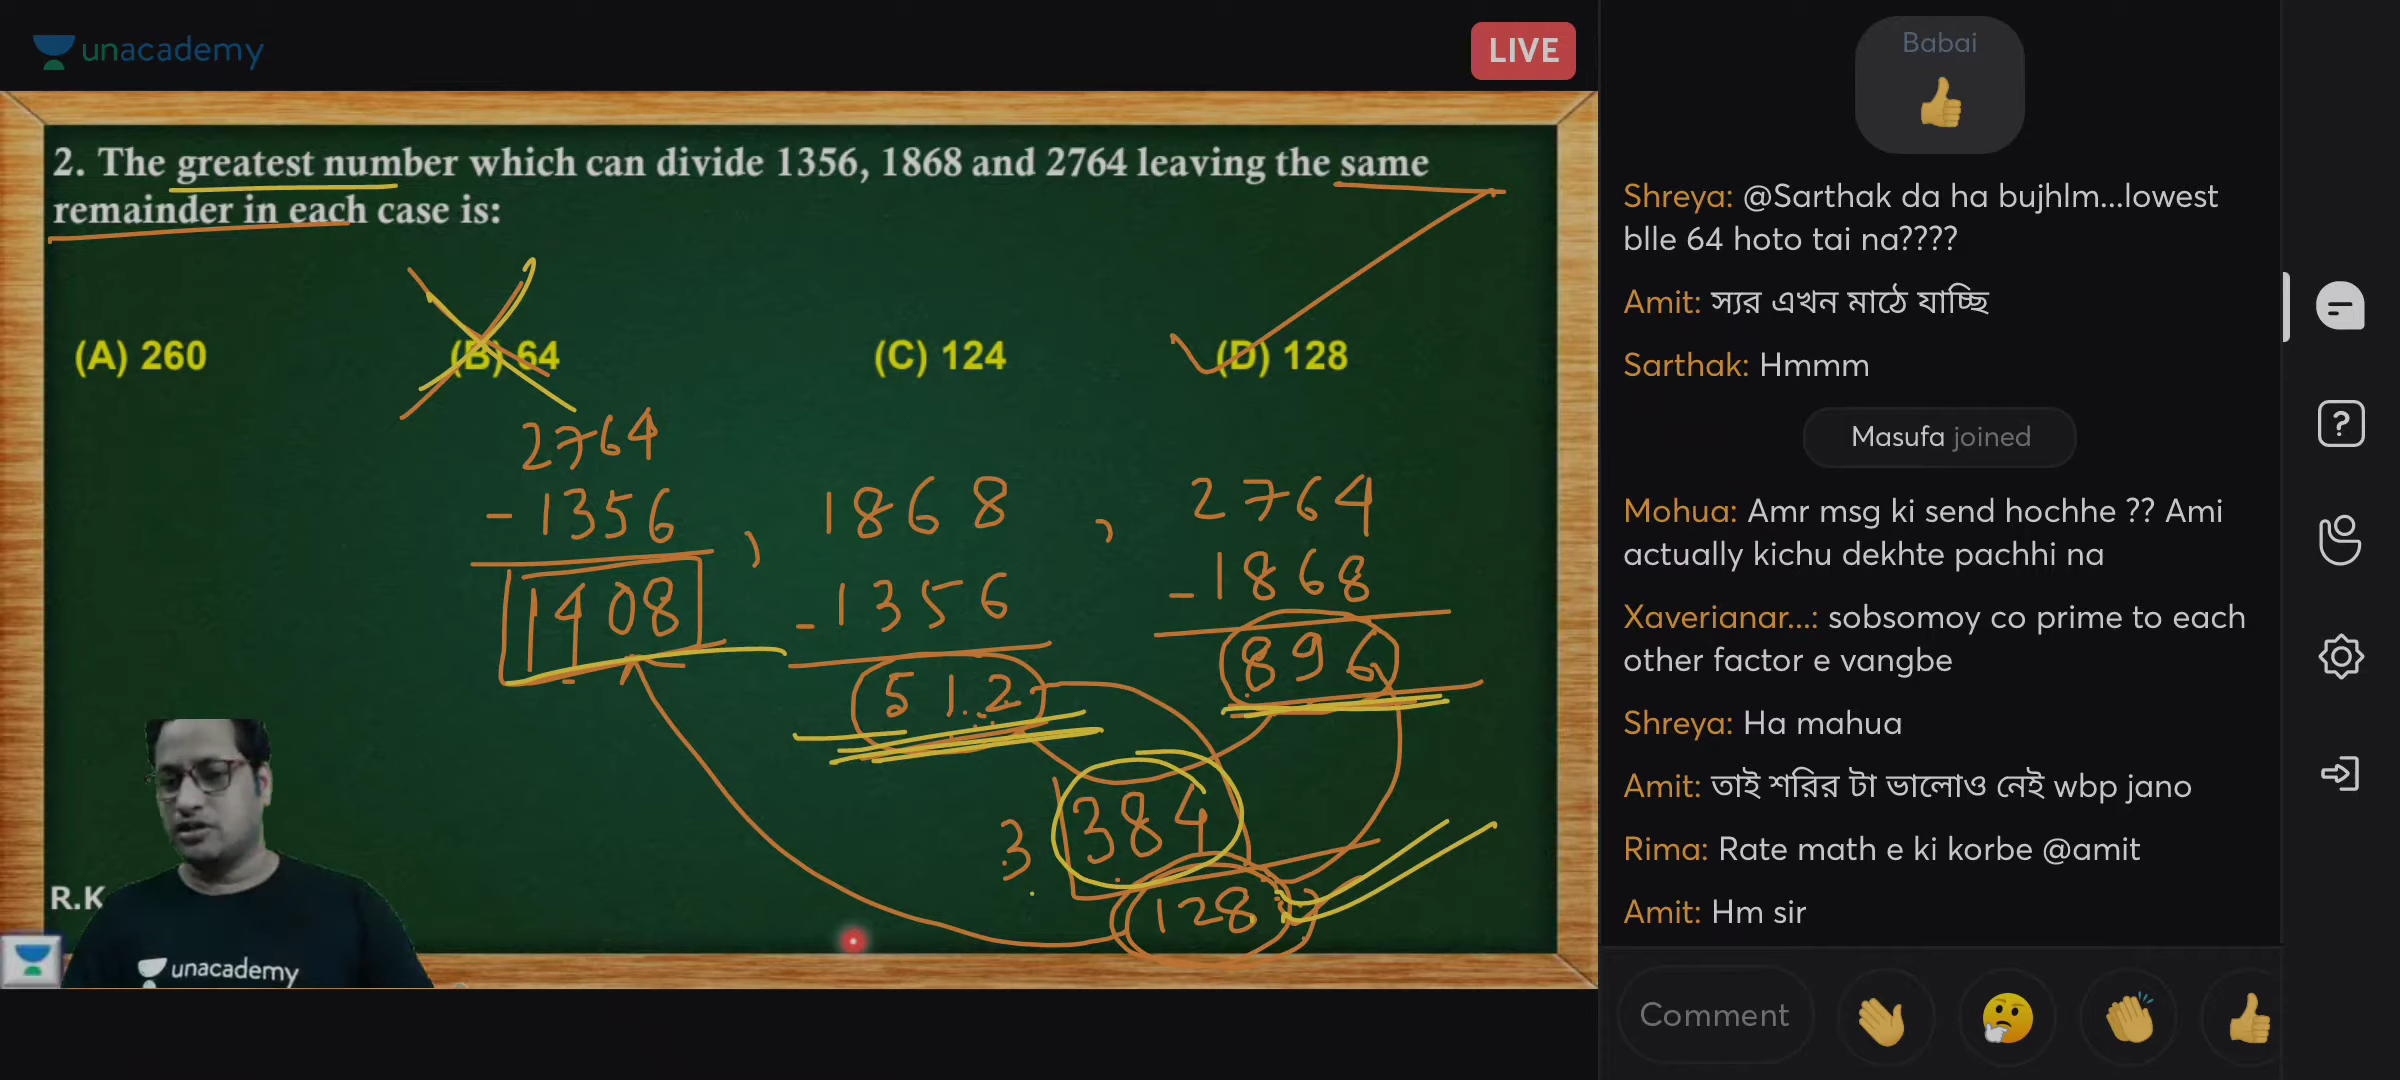 unacademy
LIVE
2. The greatest number which can divide 1356, 1868 and 2764 leaving the same
remainder in each case is:
(A) 260
(B) 64
(C) 124
(D) 128
2764
- 1356
1408
,
1868
- 1356
512
,
2764
- 1868
896
3 384
128
R.K
unacademy
Babai
Shreya: @Sarthak da ha bujhlm...lowest
blle 64 hoto tai na????
Amit: স্যর এখন মাঠে যাচ্ছি
Sarthak: Hmmm
Masufa joined
Mohua: Amr msg ki send hochhe ?? Ami
actually kichu dekhte pachhi na
Xaverianar...: sobsomoy co prime to each
other factor e vangbe
Shreya: Ha mahua
Amit: তাই শরির টা ভালোও নেই wbp jano
Rima: Rate math e ki korbe @amit
Amit: Hm sir
Comment